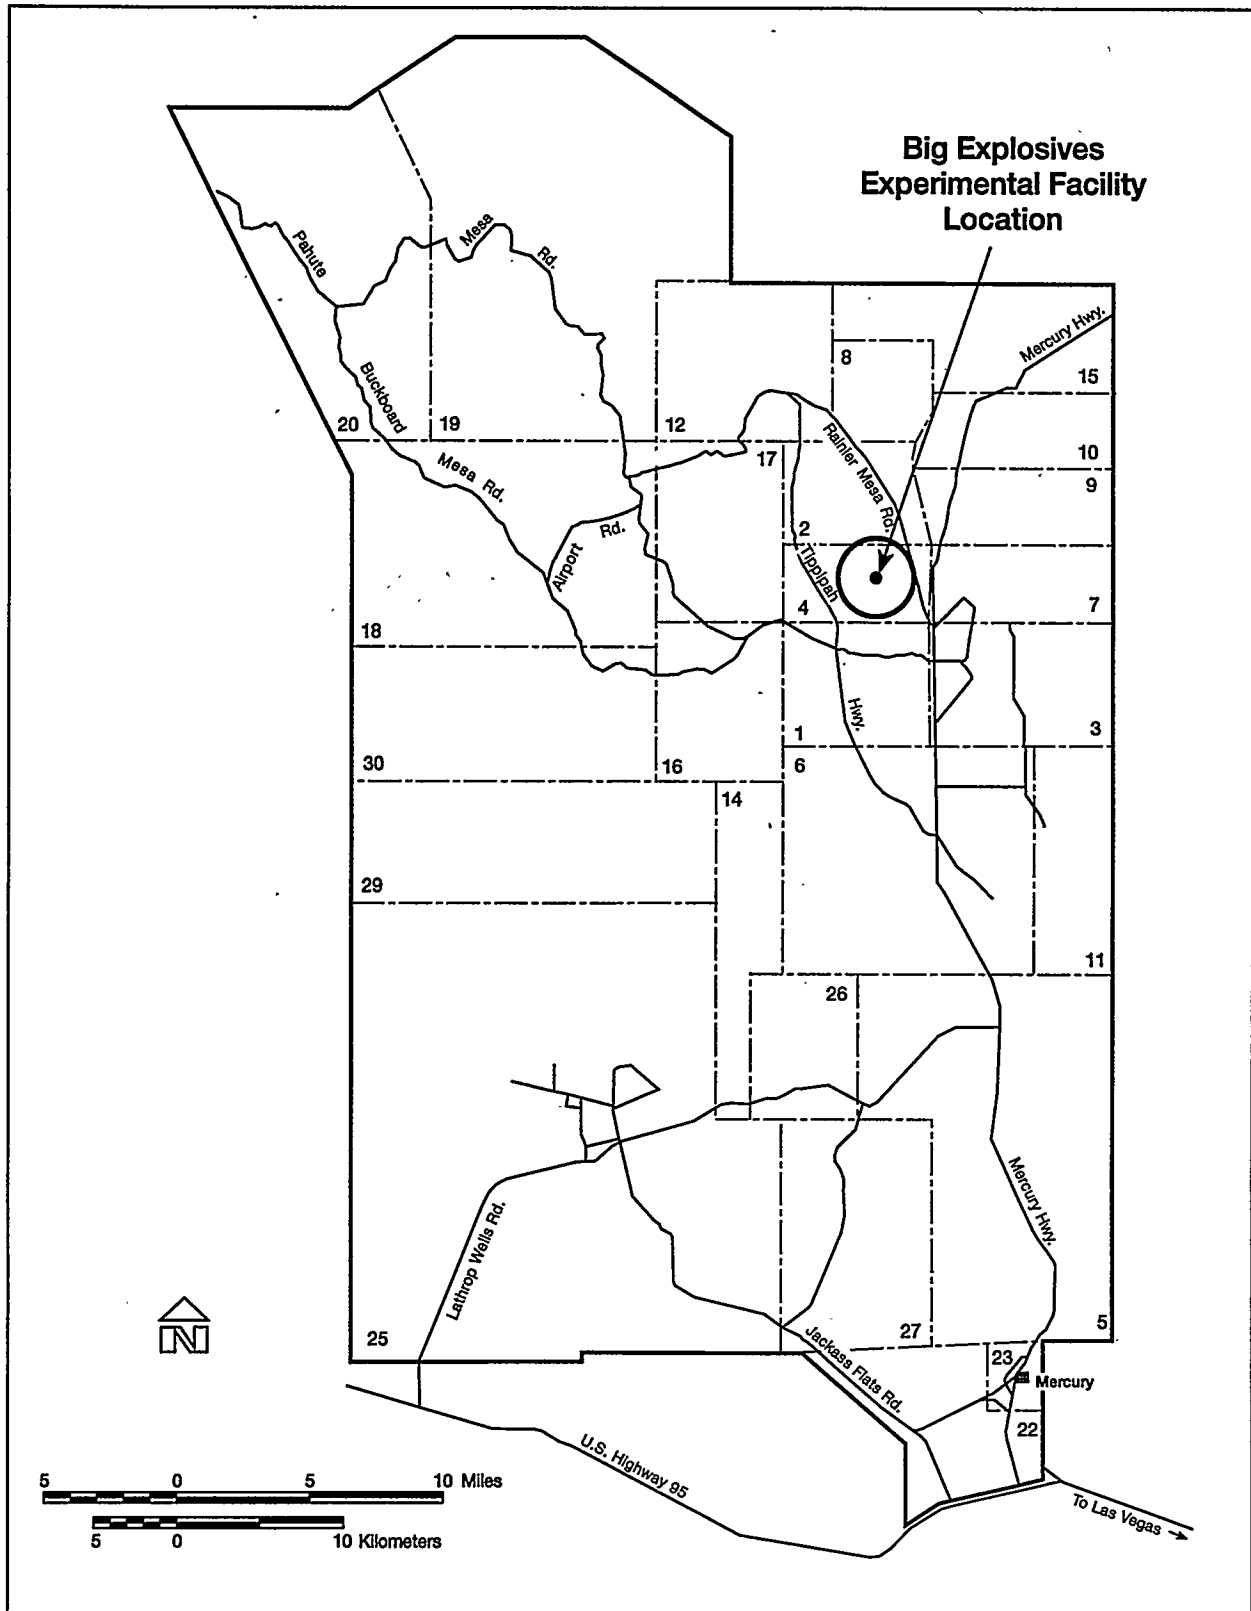 Big Explosives
Experimental Facility
Location
Pahute
Mesa
Rd.
Mercury Hwy.
8
15
Buckboard
20
19
12
Rainier Mesa Rd.
17
10
Mesa Rd.
9
Airport
Rd.
2
Tippipah
4
7
18
Hwy.
1
3
30
16
6
14
29
11
26
Mercury Hwy.
Lathrop Wells Rd.
N
25
Jackass Flats Rd.
27
5
23
Mercury
22
U.S. Highway 95
5 0 5 10 Miles
5 0 10 Kilometers
To Las Vegas